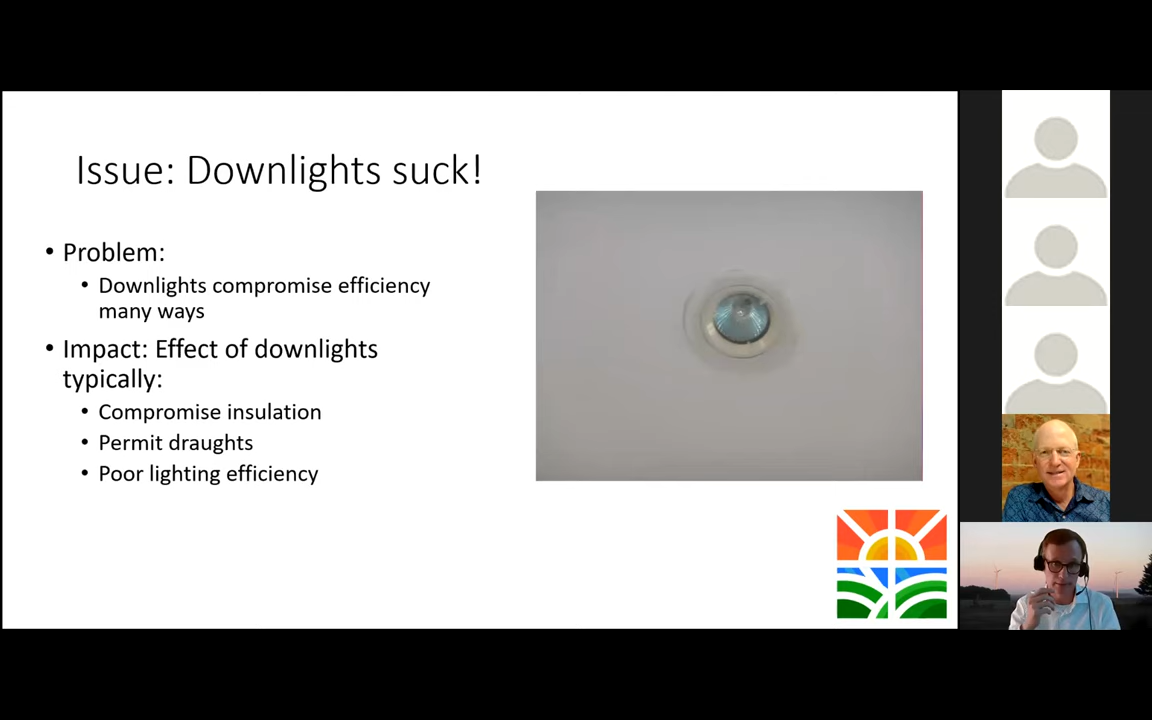 Issue: Downlights suck!
• Problem:
• Downlights compromise efficiency
many ways
• Impact: Effect of downlights
typically:
• Compromise insulation
• Permit draughts
• Poor lighting efficiency